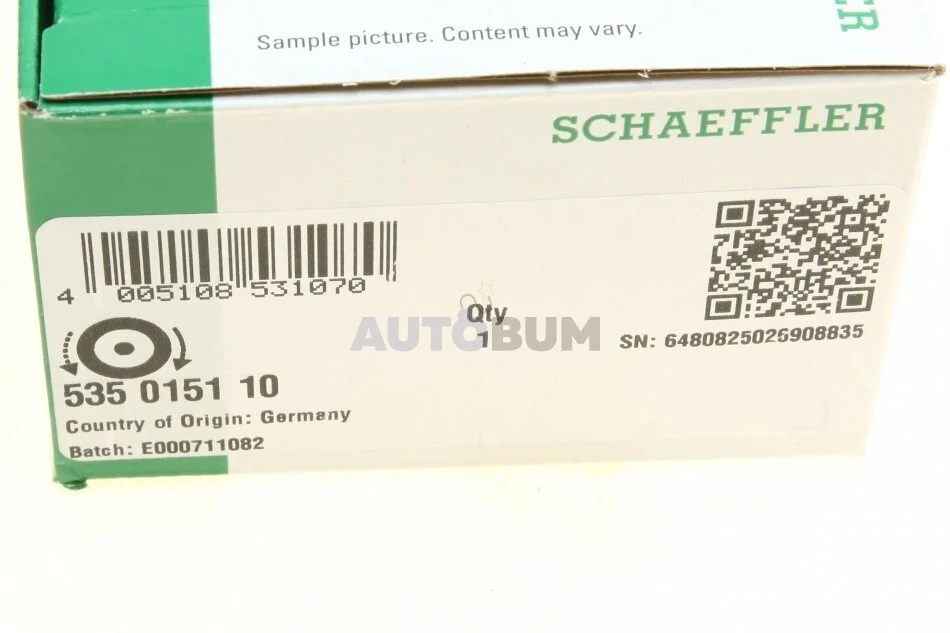 ER
Sample picture. Content may vary.
SCHAEFFLER
4 005108 531070
Qty
1
AUTOBUM
SN: 6480825026908835
535 0151 10
Country of Origin: Germany
Batch: E000711082